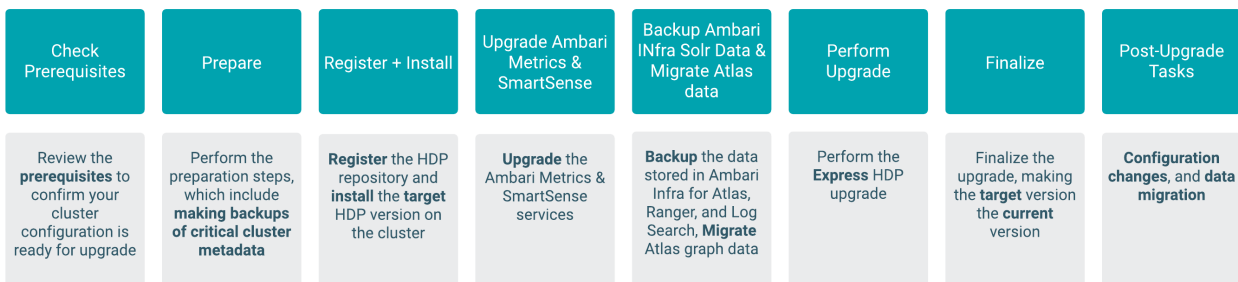 Check
Prerequisites
Prepare
Register + Install
Upgrade Ambari
Metrics &
SmartSense
Backup Ambari
INfra Solr Data &
Migrate Atlas
data
Perform
Upgrade
Finalize
Post-Upgrade
Tasks
Review the
prerequisites to
confirm your
cluster
configuration is
ready for upgrade
Perform the
preparation steps,
which include
making backups
of critical cluster
metadata
Register the HDP
repository and
install the target
HDP version on
the cluster
Upgrade the
Ambari Metrics &
SmartSense
services
Backup the data
stored in Ambari
Infra for Atlas,
Ranger, and Log
Search, Migrate
Atlas graph data
Perform the
Express HDP
upgrade
Finalize the
upgrade, making
the target version
the current
version
Configuration
changes, and data
migration